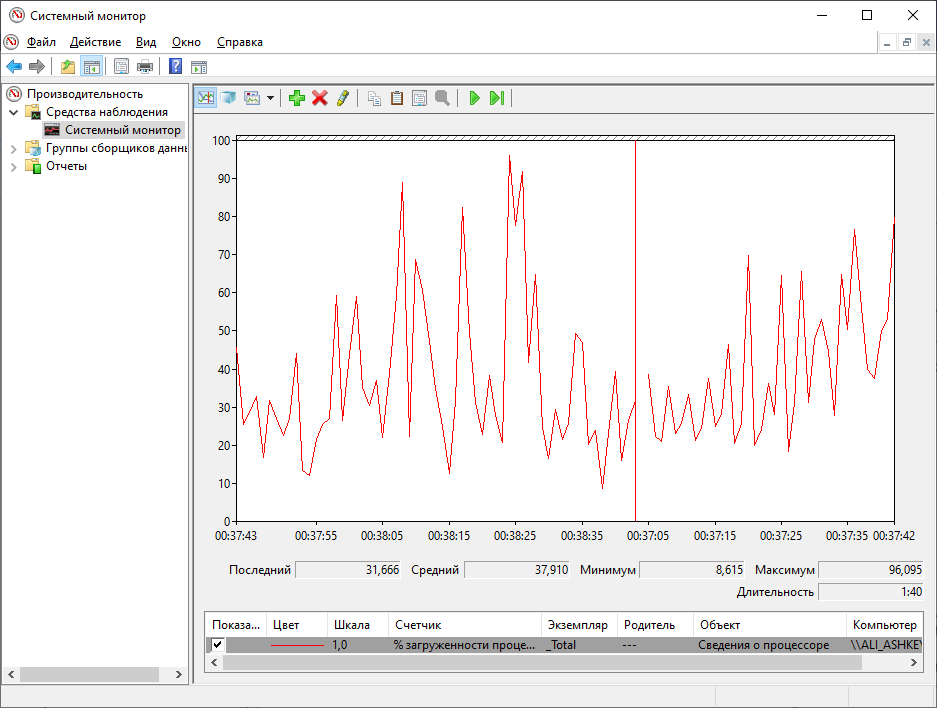 Системный монитор
Файл Действие Вид Окно Справка
Производительность
Средства наблюдения
Системный монитор
Группы сборщиков данны
Отчеты
100
90
80
70
60
50
40
30
20
10
0
00:37:43 00:37:55 00:38:05 00:38:15 00:38:25 00:38:35 00:37:05 00:37:15 00:37:25 00:37:35 00:37:42
Последний 31,666 Средний 37,910 Минимум 8,615 Максимум 96,095
Длительность 1:40
Показа... Цвет Шкала Счетчик Экземпляр Родитель Объект Компьютер
1,0 % загруженности проце... _Total --- Сведения о процессоре \\ALI_ASHKE